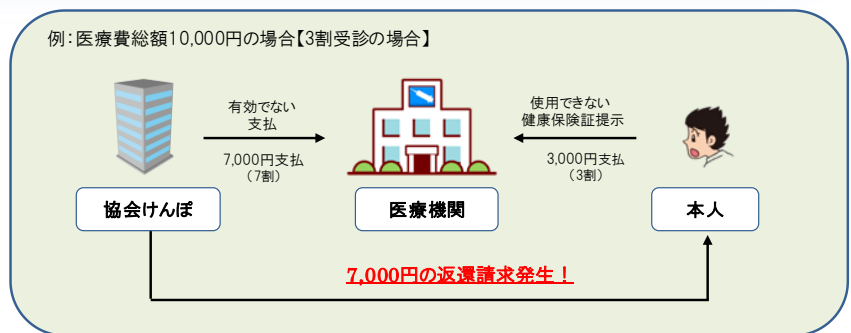 例：医療費総額10,000円の場合【3割受診の場合】
有効でない
支払
7,000円支払
（7割）
使用できない
健康保険証提示
3,000円支払
（3割）
協会けんぽ
医療機関
本人
7,000円の返還請求発生！